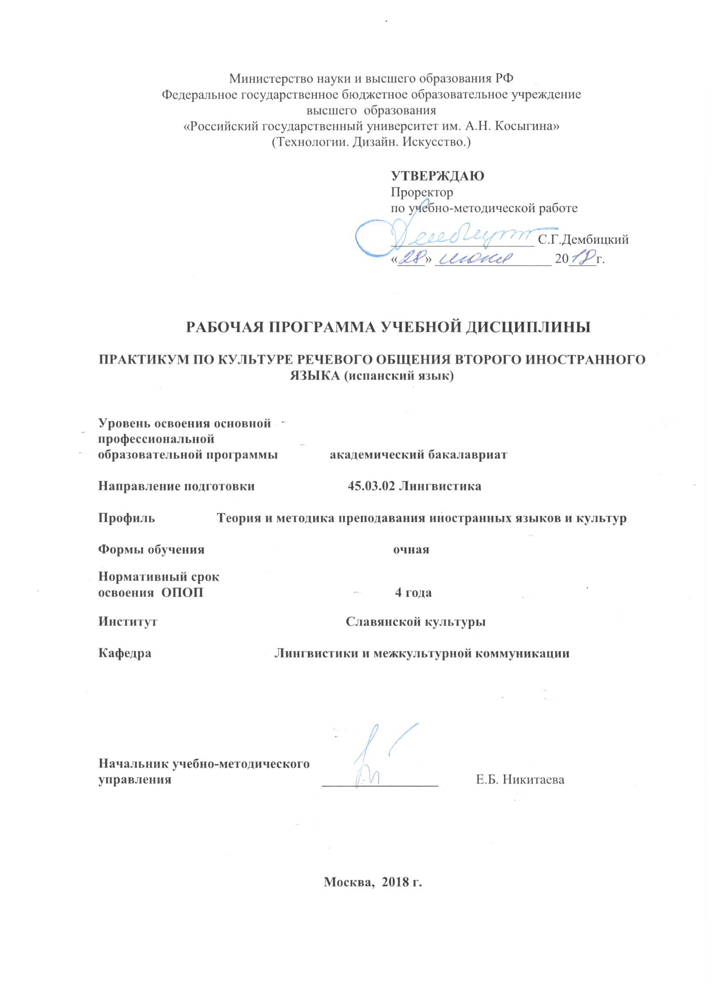 Министерство науки и высшего образования РФ
Федеральное государственное бюджетное образовательное учреждение
высшего образования
«Российский государственный университет им. А.Н. Косыгина»
(Технологии. Дизайн. Искусство.)
УТВЕРЖДАЮ
Проректор
по учебно-методической работе
С.Г.Дембицкий
«28» июня 2018г.
РАБОЧАЯ ПРОГРАММА УЧЕБНОЙ ДИСЦИПЛИНЫ
ПРАКТИКУМ ПО КУЛЬТУРЕ РЕЧЕВОГО ОБЩЕНИЯ ВТОРОГО ИНОСТРАННОГО
ЯЗЫКА (испанский язык)
Уровень освоения основной
профессиональной
образовательной программы академический бакалавриат
Направление подготовки 45.03.02 Лингвистика
Профиль Теория и методика преподавания иностранных языков и культур
Формы обучения очная
Нормативный срок
освоения ОПОП 4 года
Институт Славянской культуры
Кафедра Лингвистики и межкультурной коммуникации
Начальник учебно-методического
управления Е.Б. Никитаева
Москва, 2018 г.